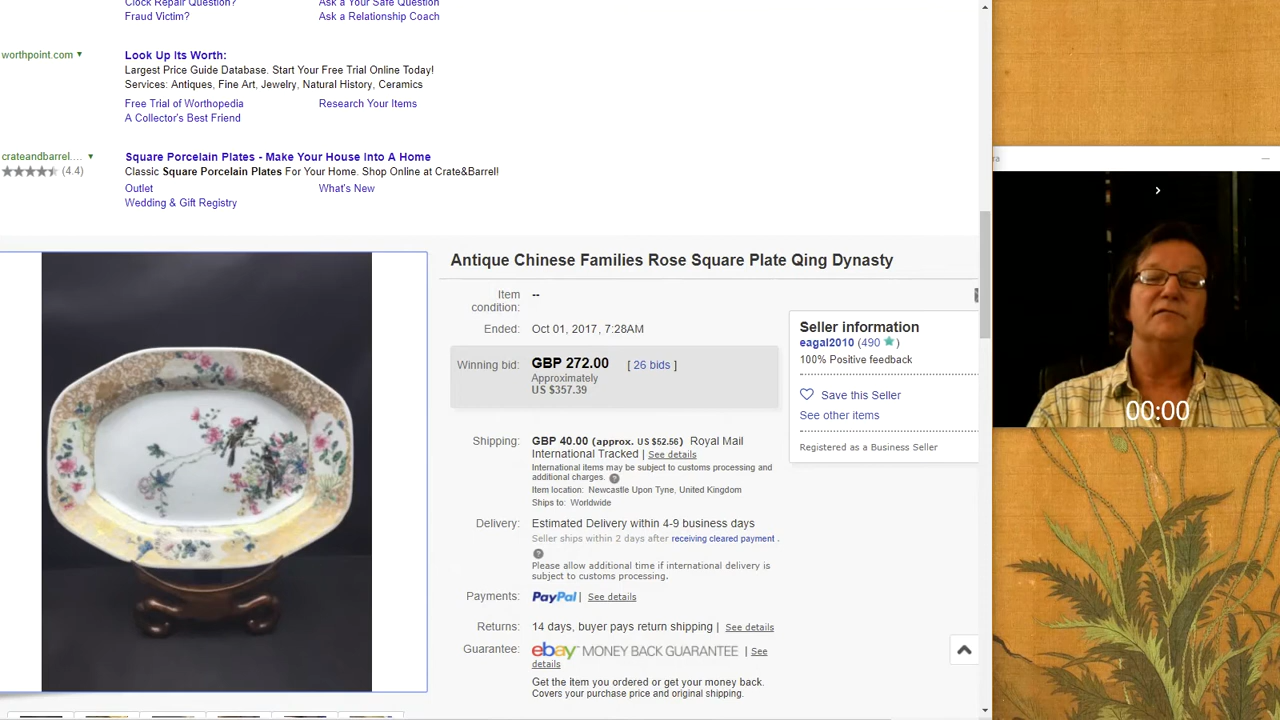 Clock Repair Question?
Ask a Your Safe Question
Fraud Victim?
Ask a Relationship Coach
worthpoint.com
Look Up Its Worth:
Largest Price Guide Database. Start Your Free Trial Online Today!
Services: Antiques, Fine Art, Jewelry, Natural History, Ceramics
Free Trial of Worthopedia
Research Your Items
A Collector's Best Friend
crateandbarrel....
Square Porcelain Plates - Make Your House Into A Home
(4.4)
Classic Square Porcelain Plates For Your Home. Shop Online at Crate&Barrel!
Outlet
What's New
Wedding & Gift Registry
ra
Antique Chinese Families Rose Square Plate Qing Dynasty
Item condition:
--
Ended:
Oct 01, 2017, 7:28AM
Winning bid:
GBP 272.00
[ 26 bids ]
Approximately
US $357.39
Shipping:
GBP 40.00 (approx. US $52.56) Royal Mail
International Tracked | See details
International items may be subject to customs processing and
additional charges. ?
Item location: Newcastle Upon Tyne, United Kingdom
Ships to: Worldwide
Delivery:
Estimated Delivery within 4-9 business days
Seller ships within 2 days after receiving cleared payment .
?
Please allow additional time if international delivery is
subject to customs processing.
Payments:
PayPal | See details
Returns:
14 days, buyer pays return shipping | See details
Guarantee:
ebay MONEY BACK GUARANTEE | See
details
Get the item you ordered or get your money back.
Covers your purchase price and original shipping.
Seller information
eagal2010 (490 )
100% Positive feedback
Save this Seller
See other items
Registered as a Business Seller
00:00